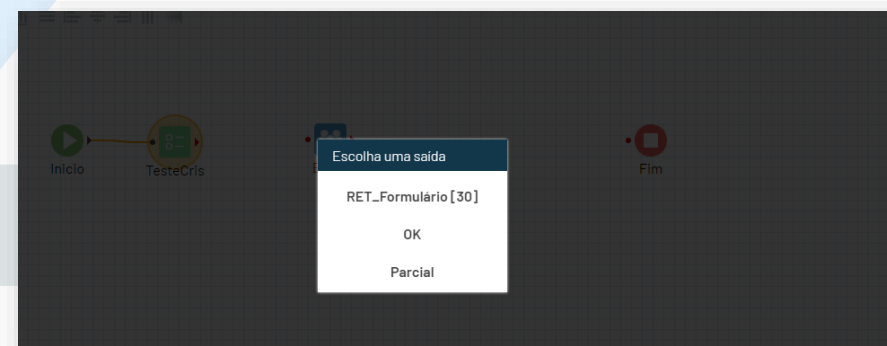 Início
TesteCris
Fim
Escolha uma saída
RET_Formulário [30]
OK
Parcial